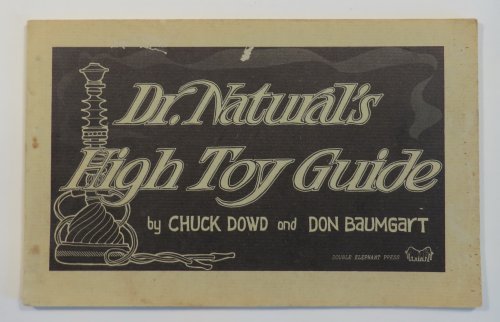 Dr. Natural's
High Toy Guide
by CHUCK DOWD and DON BAUMGART
DOUBLE ELEPHANT PRESS